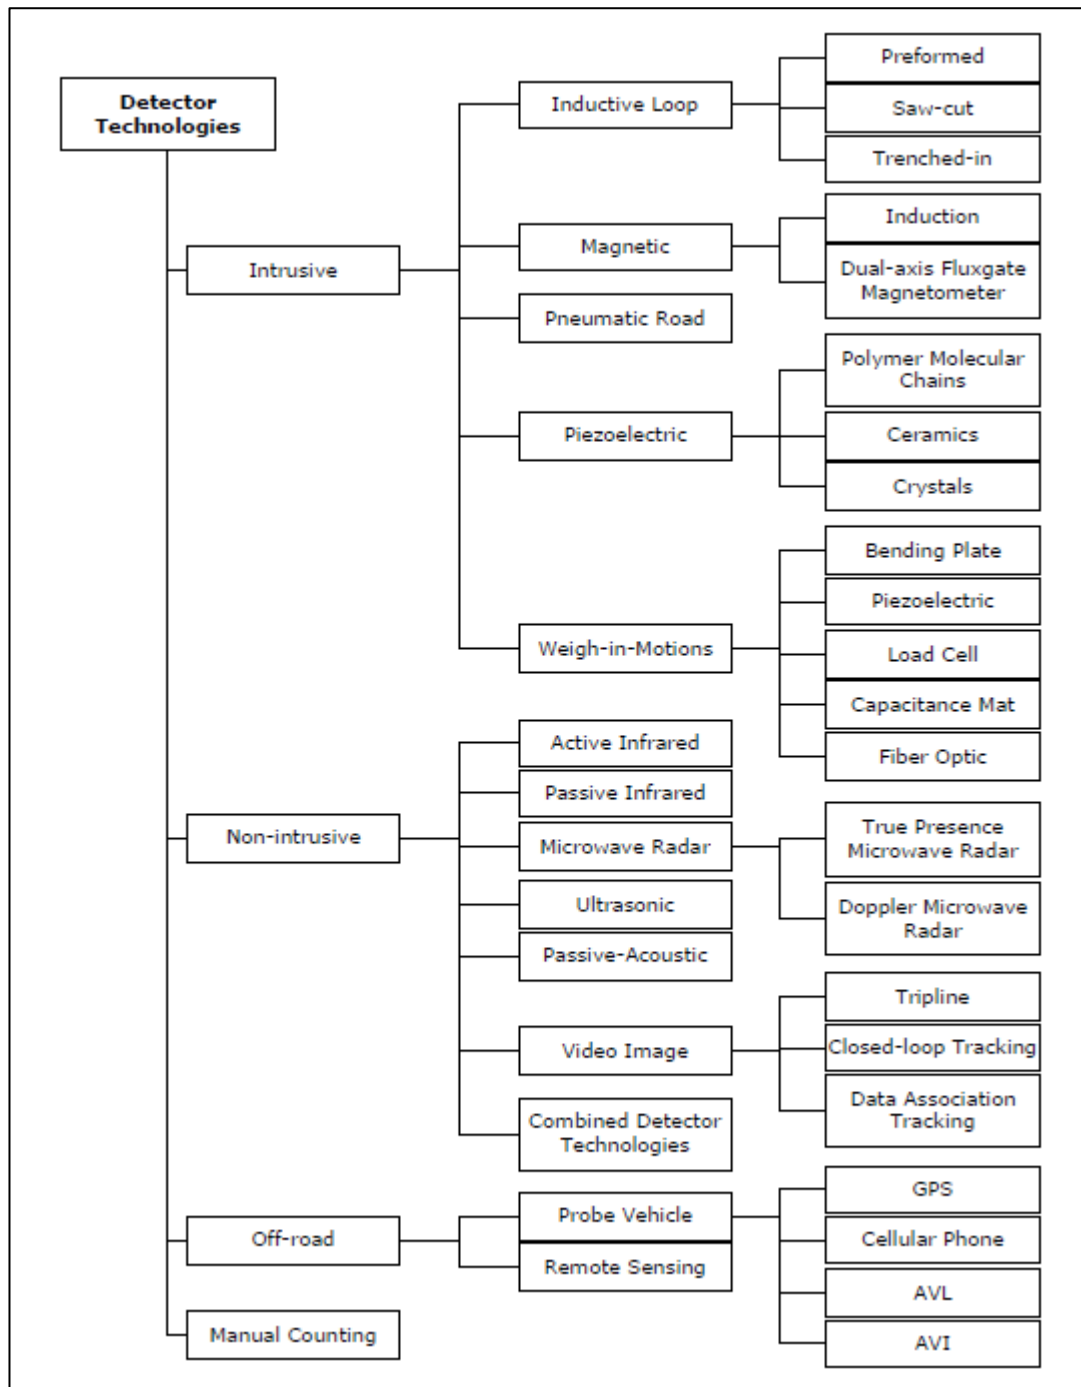 Detector
Technologies
Intrusive
Inductive Loop
Preformed
Saw-cut
Trenched-in
Magnetic
Induction
Dual-axis Fluxgate
Magnetometer
Pneumatic Road
Piezoelectric
Polymer Molecular
Chains
Ceramics
Crystals
Weigh-in-Motions
Bending Plate
Piezoelectric
Load Cell
Capacitance Mat
Fiber Optic
Non-intrusive
Active Infrared
Passive Infrared
Microwave Radar
True Presence
Microwave Radar
Doppler Microwave
Radar
Ultrasonic
Passive-Acoustic
Video Image
Tripline
Closed-loop Tracking
Data Association
Tracking
Combined Detector
Technologies
Off-road
Probe Vehicle
GPS
Cellular Phone
AVL
AVI
Remote Sensing
Manual Counting